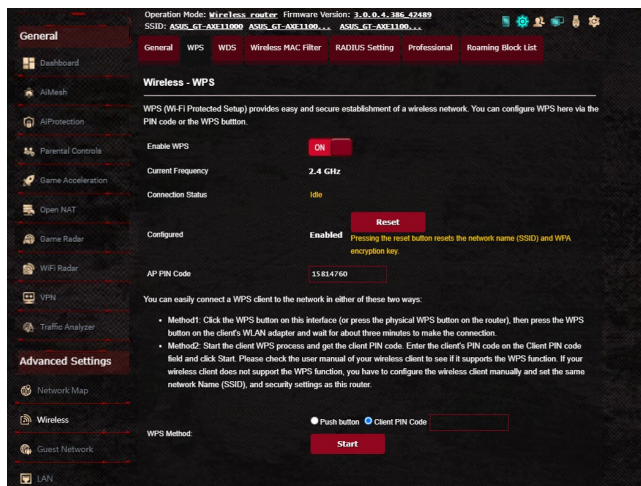 Operation Mode: Wireless router Firmware Version: 3.0.0.4.386_42489
SSID: ASUS_GT-AXE11000 ASUS_GT-AXE1100... ASUS_GT-AXE1100...
General
Dashboard
AiMesh
AiProtection
Parental Controls
Game Acceleration
Open NAT
Game Radar
WiFi Radar
VPN
Traffic Analyzer
Advanced Settings
Network Map
Wireless
Guest Network
LAN
General WPS WDS Wireless MAC Filter RADIUS Setting Professional Roaming Block List
Wireless - WPS
WPS (Wi-Fi Protected Setup) provides easy and secure establishment of a wireless network. You can configure WPS here via the
PIN code or the WPS buttton.
Enable WPS ON
Current Frequency 2.4 GHz
Connection Status Idle
Configured Enabled Reset
Pressing the reset button resets the network name (SSID) and WPA
encryption key.
AP PIN Code 15814760
You can easily connect a WPS client to the network in either of these two ways:
• Method1: Click the WPS button on this interface (or press the physical WPS button on the router), then press the WPS
button on the client's WLAN adapter and wait for about three minutes to make the connection.
• Method2: Start the client WPS process and get the client PIN code. Enter the client's PIN code on the Client PIN code
field and click Start. Please check the user manual of your wireless client to see if it supports the WPS function. If your
wireless client does not support the WPS function, you have to configure the wireless client manually and set the same
network Name (SSID), and security settings as this router.
WPS Method: Push button Client PIN Code
Start